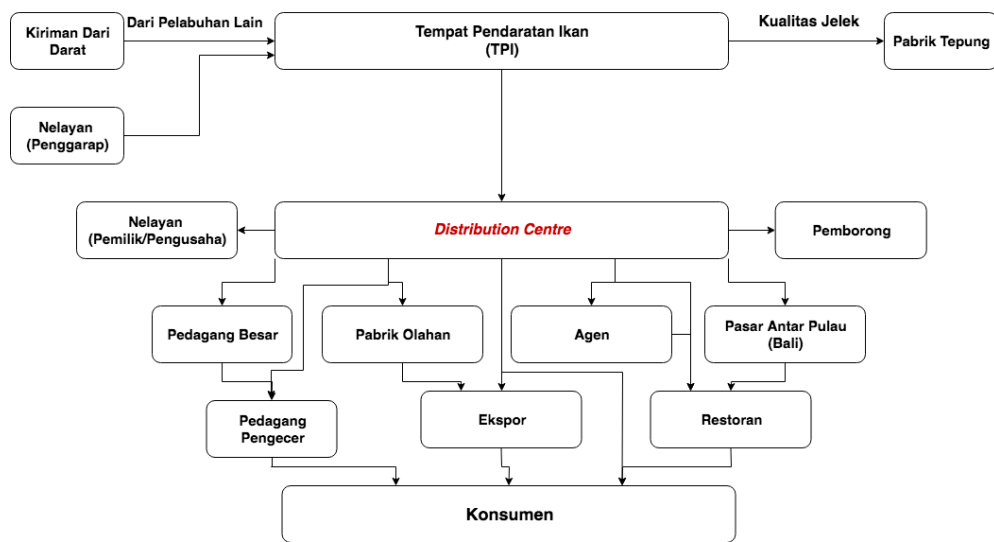 Kiriman Dari
Darat
Dari Pelabuhan Lain
Tempat Pendaratan Ikan
(TPI)
Kualitas Jelek
Pabrik Tepung
Nelayan
(Penggarap)
Nelayan
(Pemilik/Pengusaha)
Distribution Centre
Pemborong
Pedagang Besar
Pabrik Olahan
Agen
Pasar Antar Pulau
(Bali)
Pedagang
Pengecer
Ekspor
Restoran
Konsumen